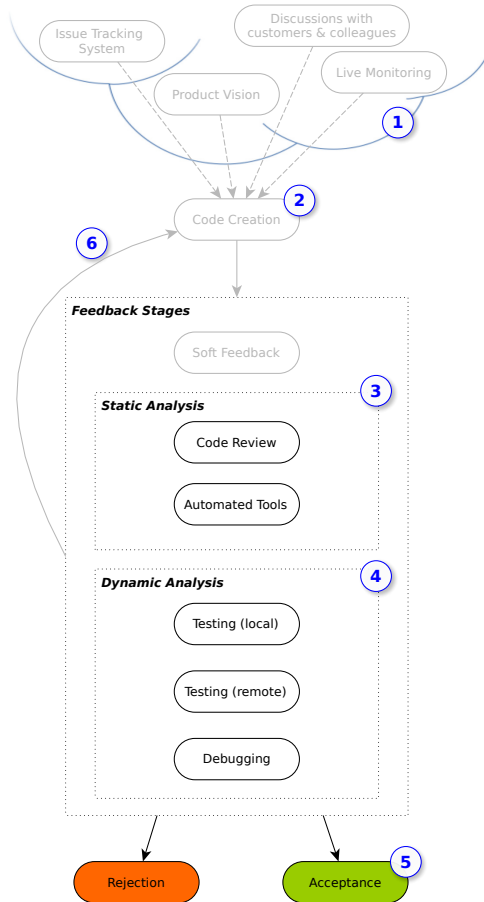 Issue Tracking
System
Discussions with
customers & colleagues
Live Monitoring
Product Vision
1
2
Code Creation
6
Feedback Stages
Soft Feedback
3
Static Analysis
Code Review
Automated Tools
4
Dynamic Analysis
Testing (local)
Testing (remote)
Debugging
5
Rejection
Acceptance